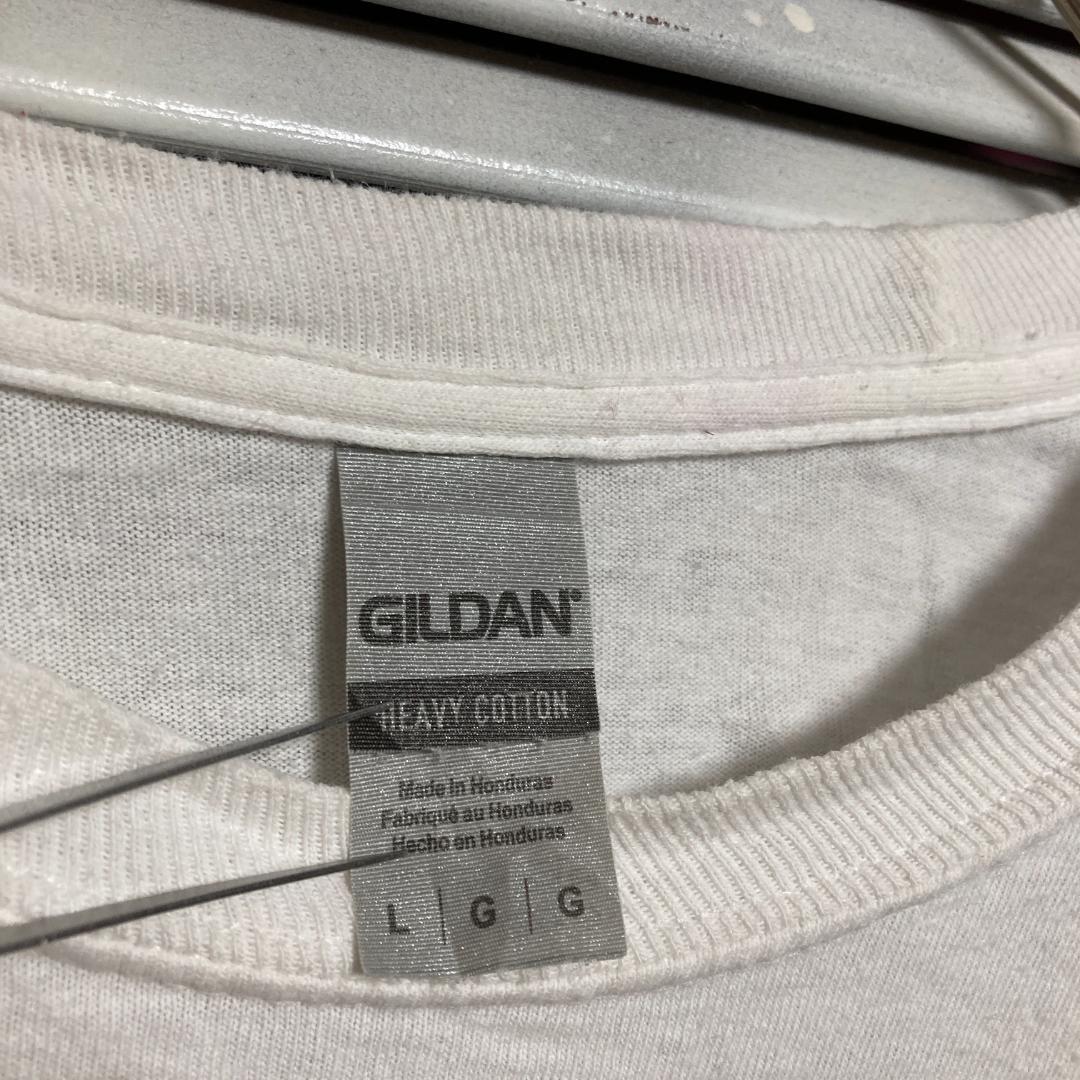 GILDAN®
HEAVY COTTON
Made in Honduras
Fabriqué au Honduras
Hecho en Honduras
L | G | G